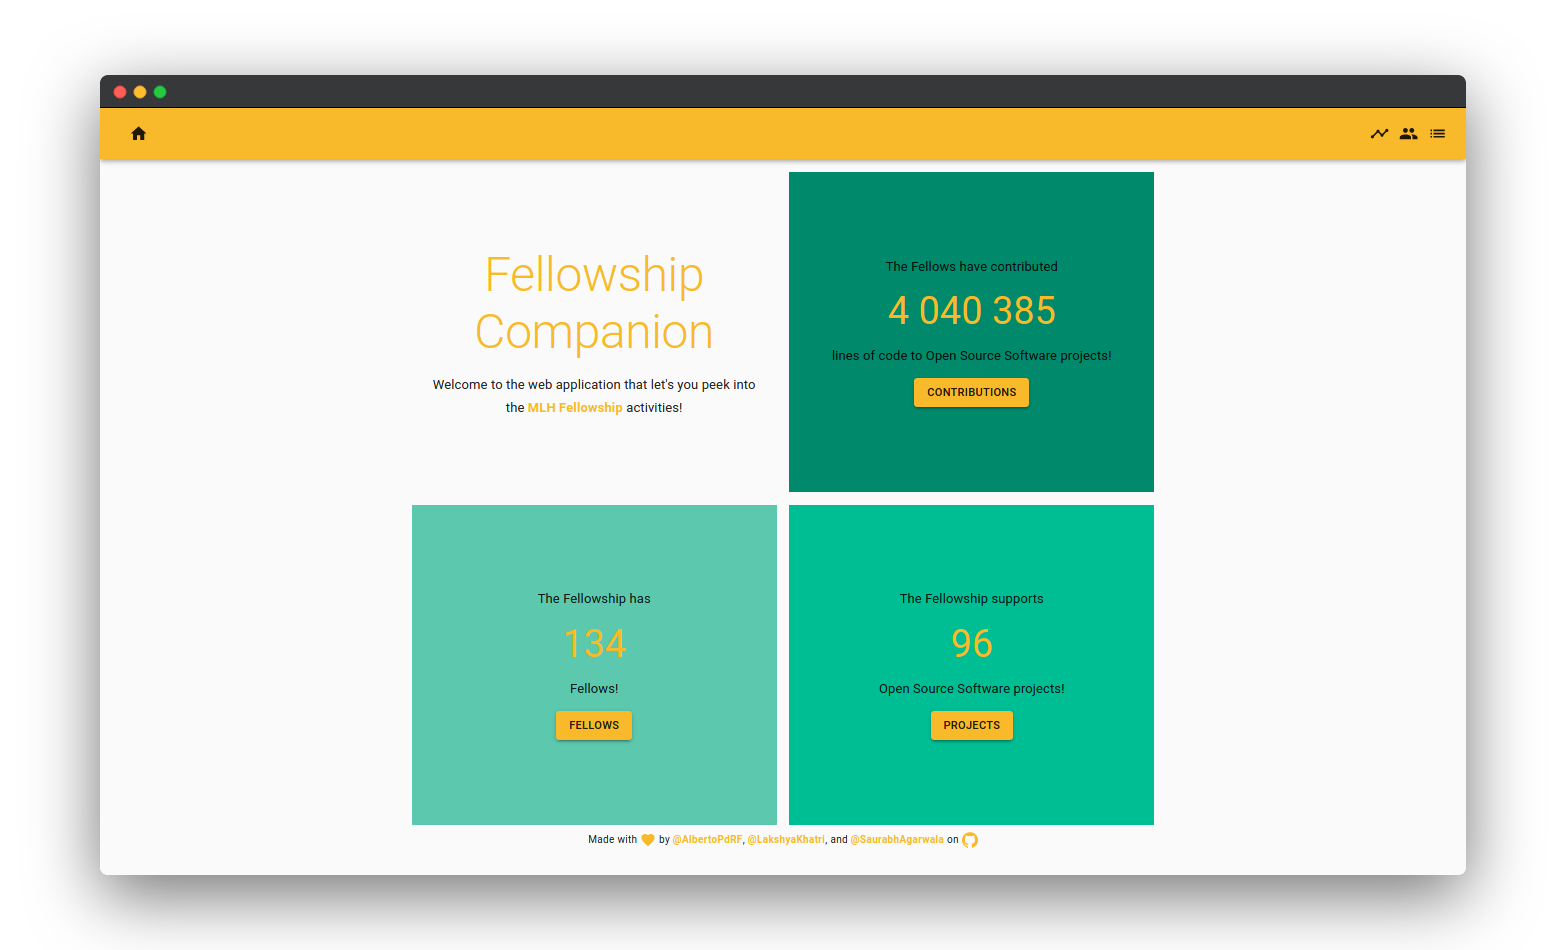 Fellowship
Companion
Welcome to the web application that let's you peek into
the MLH Fellowship activities!
The Fellows have contributed
4 040 385
lines of code to Open Source Software projects!
CONTRIBUTIONS
The Fellowship has
134
Fellows!
FELLOWS
The Fellowship supports
96
Open Source Software projects!
PROJECTS
Made with by @AlbertoPdRF, @LakshyaKhatri, and @SaurabhAgarwala on